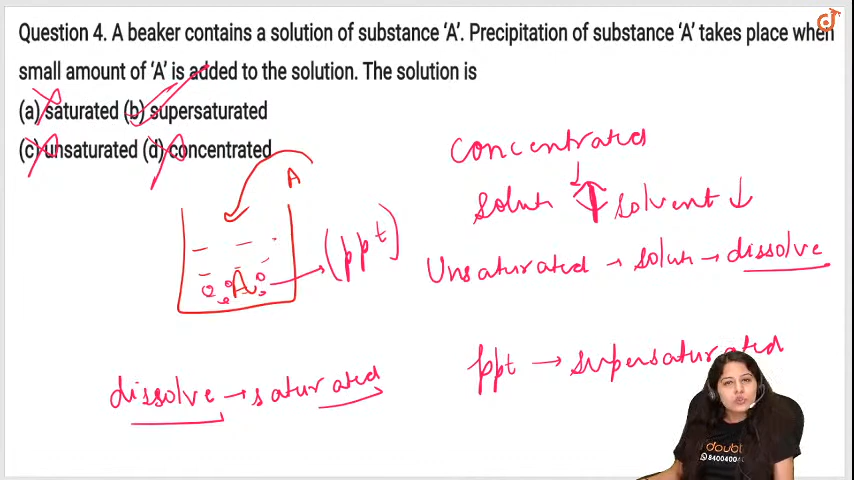 Question 4. A beaker contains a solution of substance ‘A’. Precipitation of substance ‘A’ takes place when
small amount of ‘A’ is added to the solution. The solution is
(a) saturated (b) supersaturated
(c) unsaturated (d) concentrated
concentrated
A
solute solvent
(ppt)
Unsaturated → solute → dissolve
A
ppt → supersaturated
dissolve → saturated
doubt
8400400